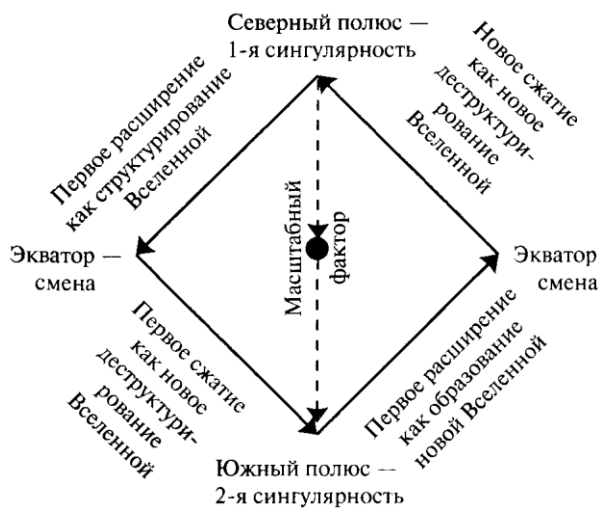 Северный полюс —
1-я сингулярность
Первое расширение
как структурирование
Вселенной
Новое сжатие
как новое
деструктури-
рование
Вселенной
Масштабный
фактор
Экватор —
смена
Экватор
смена
Первое сжатие
как новое
деструктури-
рование
Вселенной
Первое расширение
как образование
новой Вселенной
Южный полюс —
2-я сингулярность